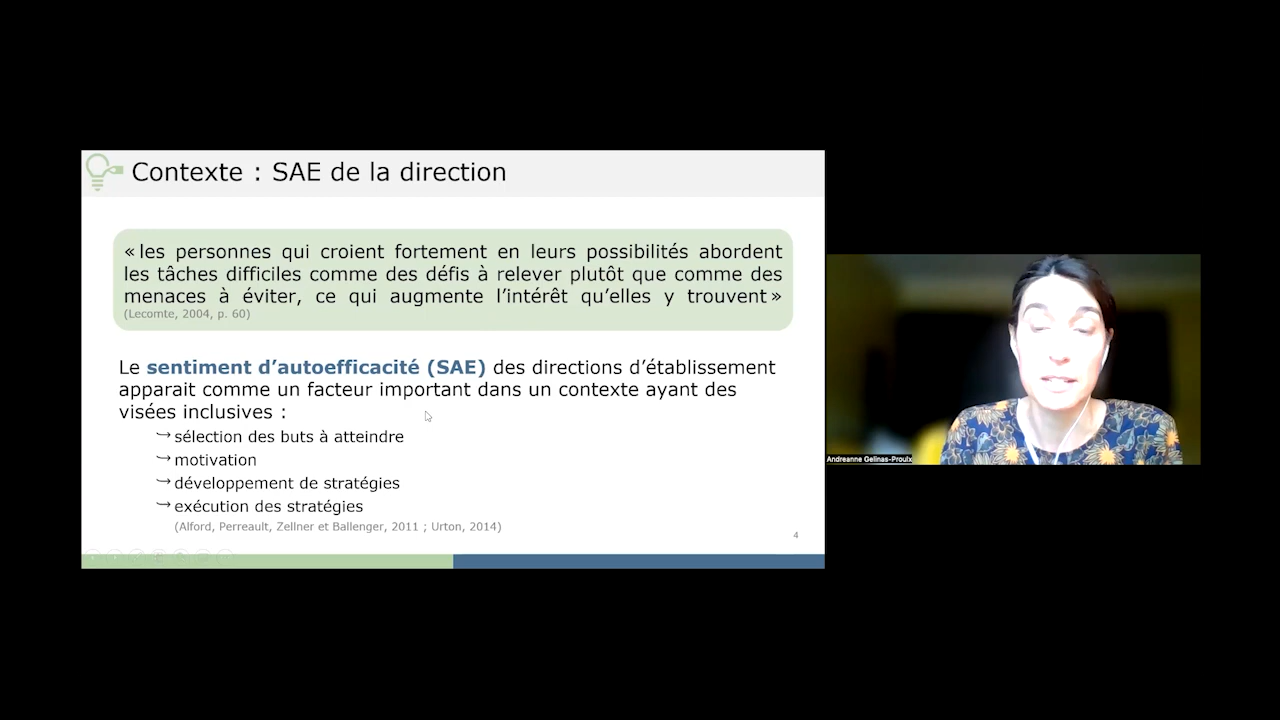 Contexte : SAE de la direction
« les personnes qui croient fortement en leurs possibilités abordent
les tâches difficiles comme des défis à relever plutôt que comme des
menaces à éviter, ce qui augmente l’intérêt qu’elles y trouvent »
(Lecomte, 2004, p. 60)
Le sentiment d’autoefficacité (SAE) des directions d’établissement
apparait comme un facteur important dans un contexte ayant des
visées inclusives :
sélection des buts à atteindre
motivation
développement de stratégies
exécution des stratégies
(Alford, Perreault, Zellner et Ballenger, 2011 ; Urton, 2014)
4
Andreanne Gelinas-Proulx